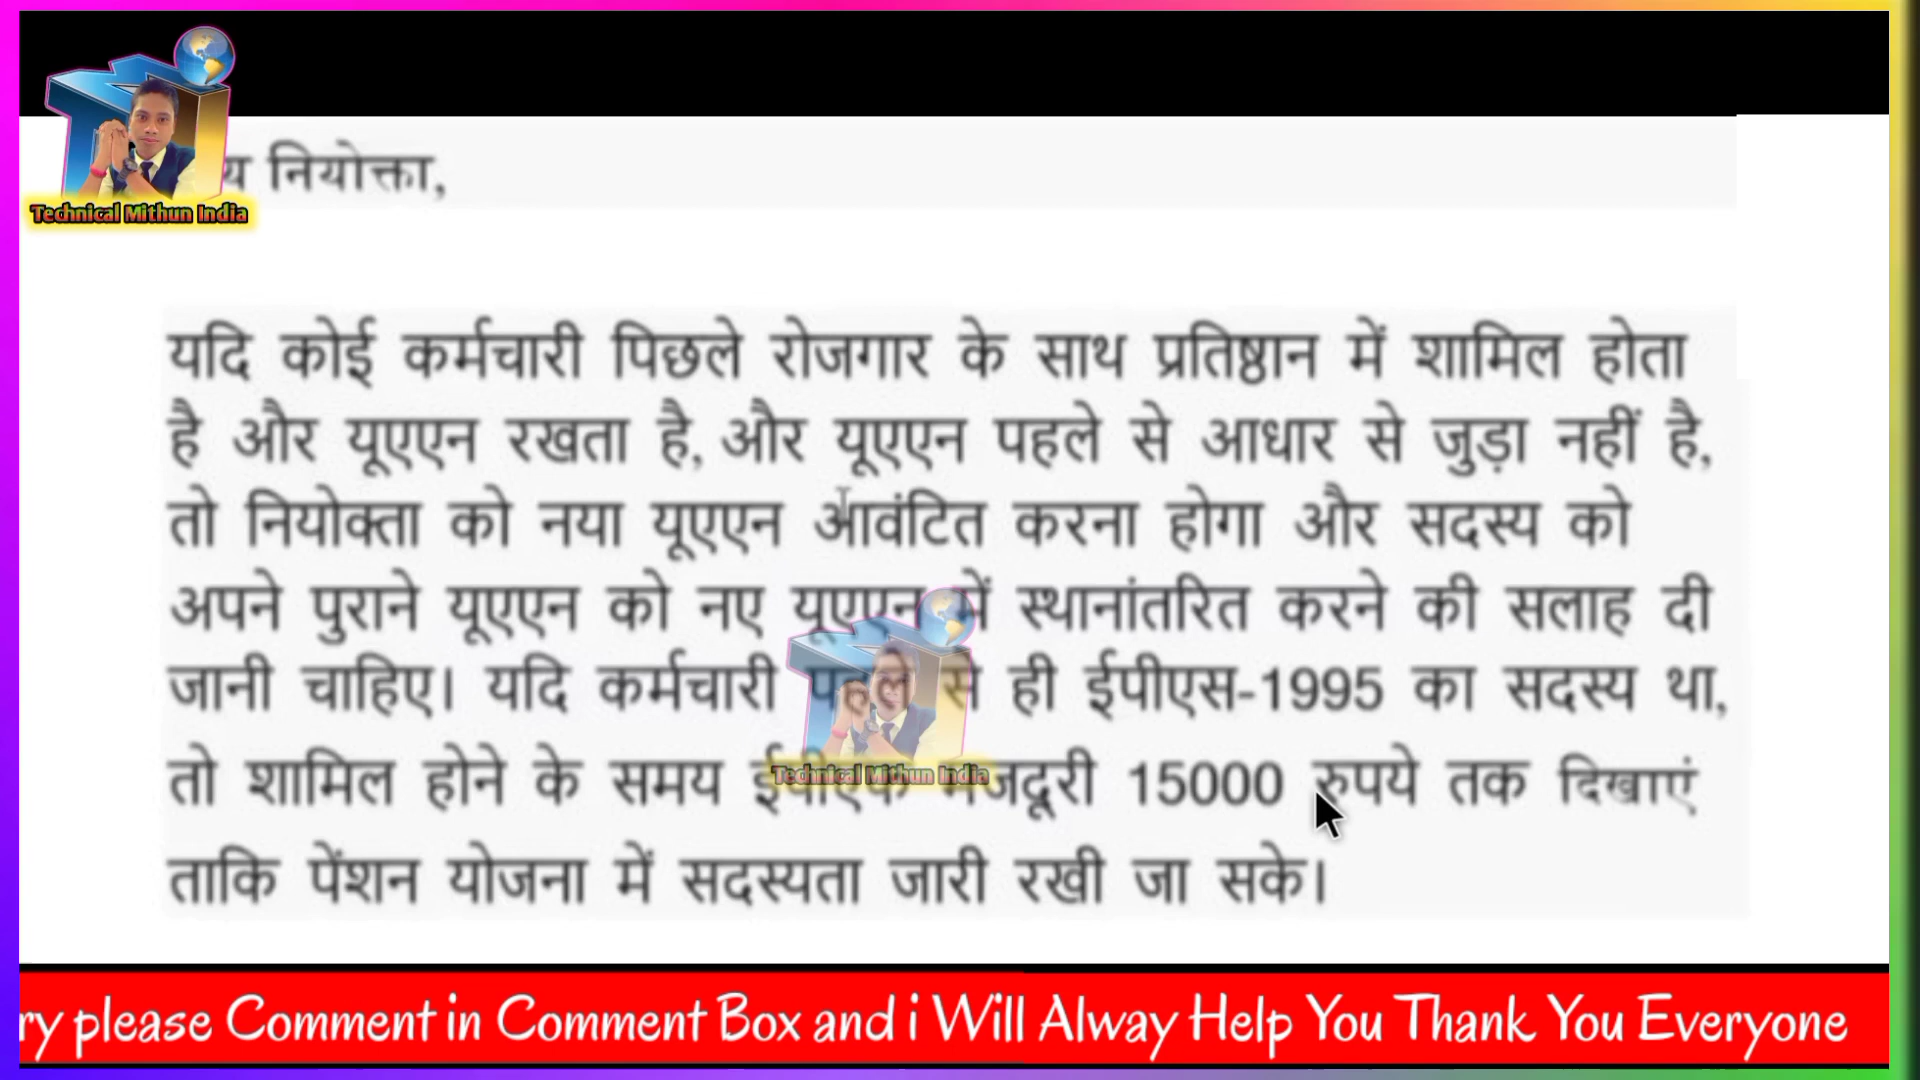 Technical Mithun India
नियोक्ता,
यदि कोई कर्मचारी पिछले रोजगार के साथ प्रतिष्ठान में शामिल होता
है और यूएएन रखता है, और यूएएन पहले से आधार से जुड़ा नहीं है,
तो नियोक्ता को नया यूएएन आवंटित करना होगा और सदस्य को
अपने पुराने यूएएन को नए यूएएन में स्थानांतरित करने की सलाह दी
जानी चाहिए। यदि कर्मचारी से ही ईपीएस-1995 का सदस्य था,
तो शामिल होने के समय ईपीएफ मजदूरी 15000 रुपये तक दिखाएं
Technical Mithun India
ताकि पेंशन योजना में सदस्यता जारी रखी जा सके।
please Comment in Comment Box and i Will Alway Help You Thank You Everyone